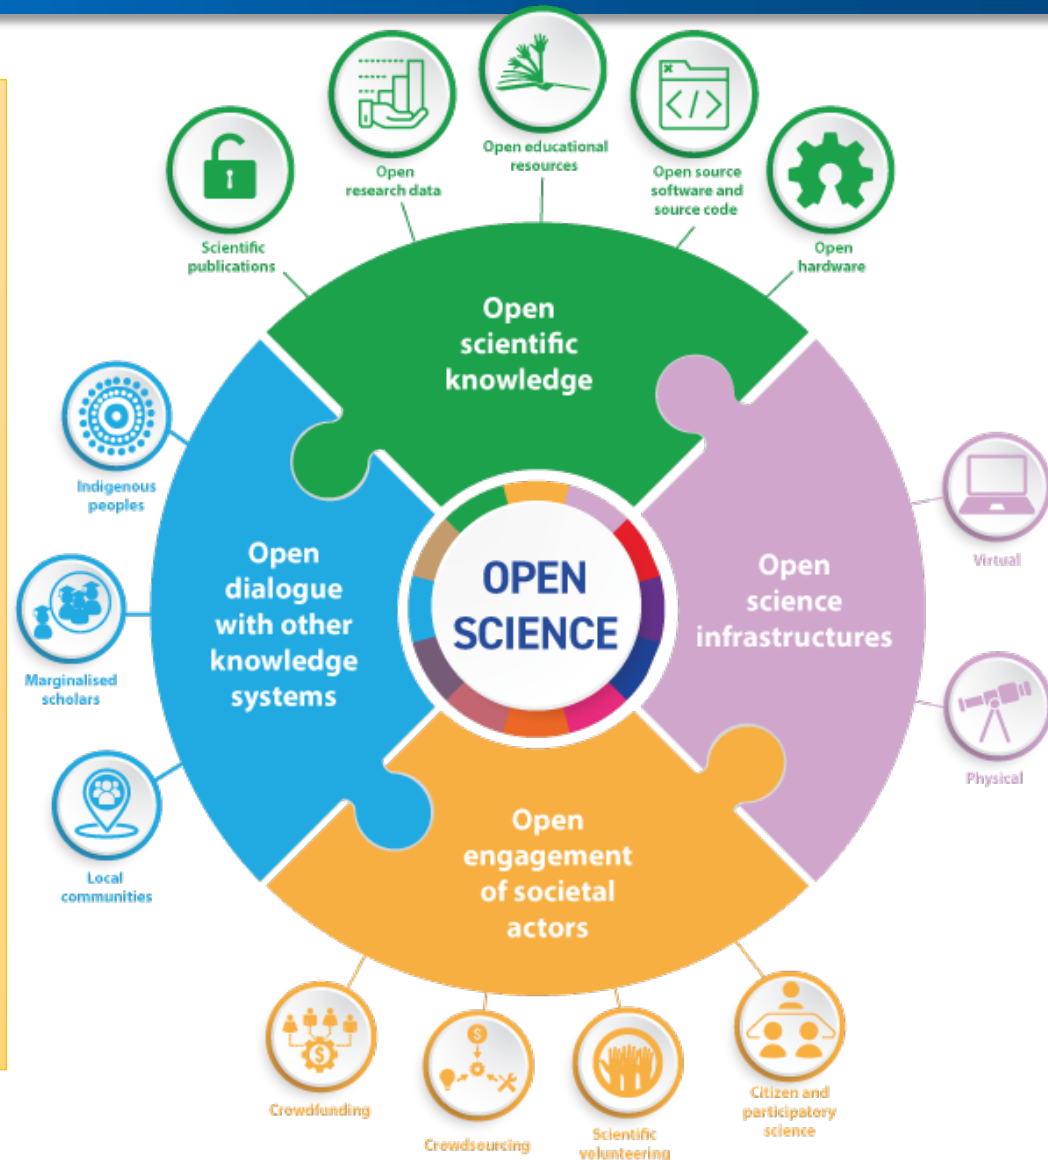 Open educational
resources
Open
research data
Open source
software and
source code
Scientific
publications
Open
hardware
Open
scientific
knowledge
Indigenous
peoples
Marginalised
scholars
Local
communities
Open
dialogue
with other
knowledge
systems
OPEN
SCIENCE
Open
science
infrastructures
Virtual
Physical
Open
engagement
of societal
actors
Crowdfunding
Crowdsourcing
Scientific
volunteering
Citizen and
participatory
science